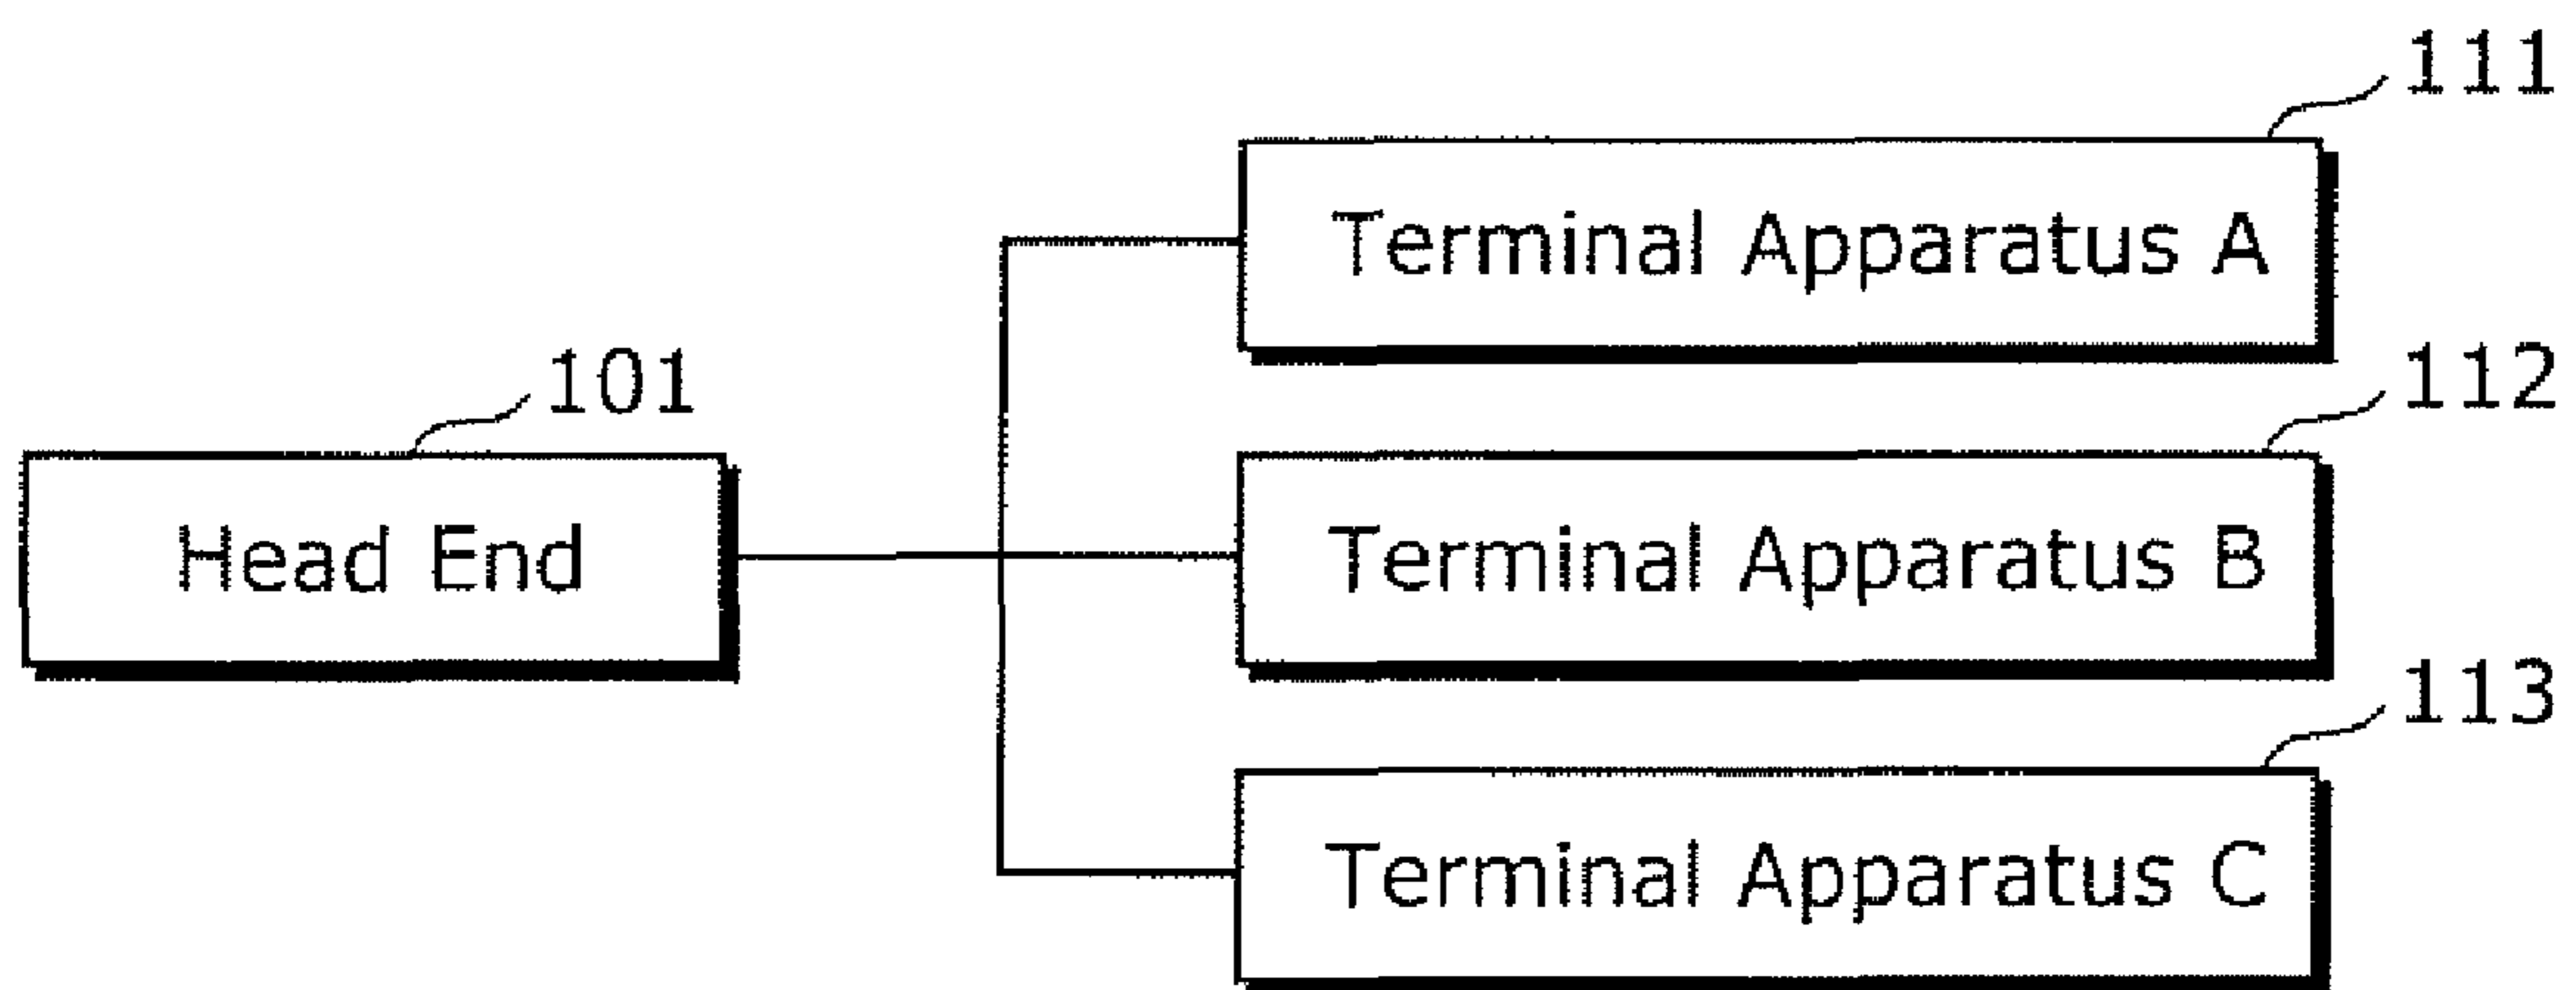 111
Terminal Apparatus A
101
112
Head End
Terminal Apparatus B
113
Terminal Apparatus C